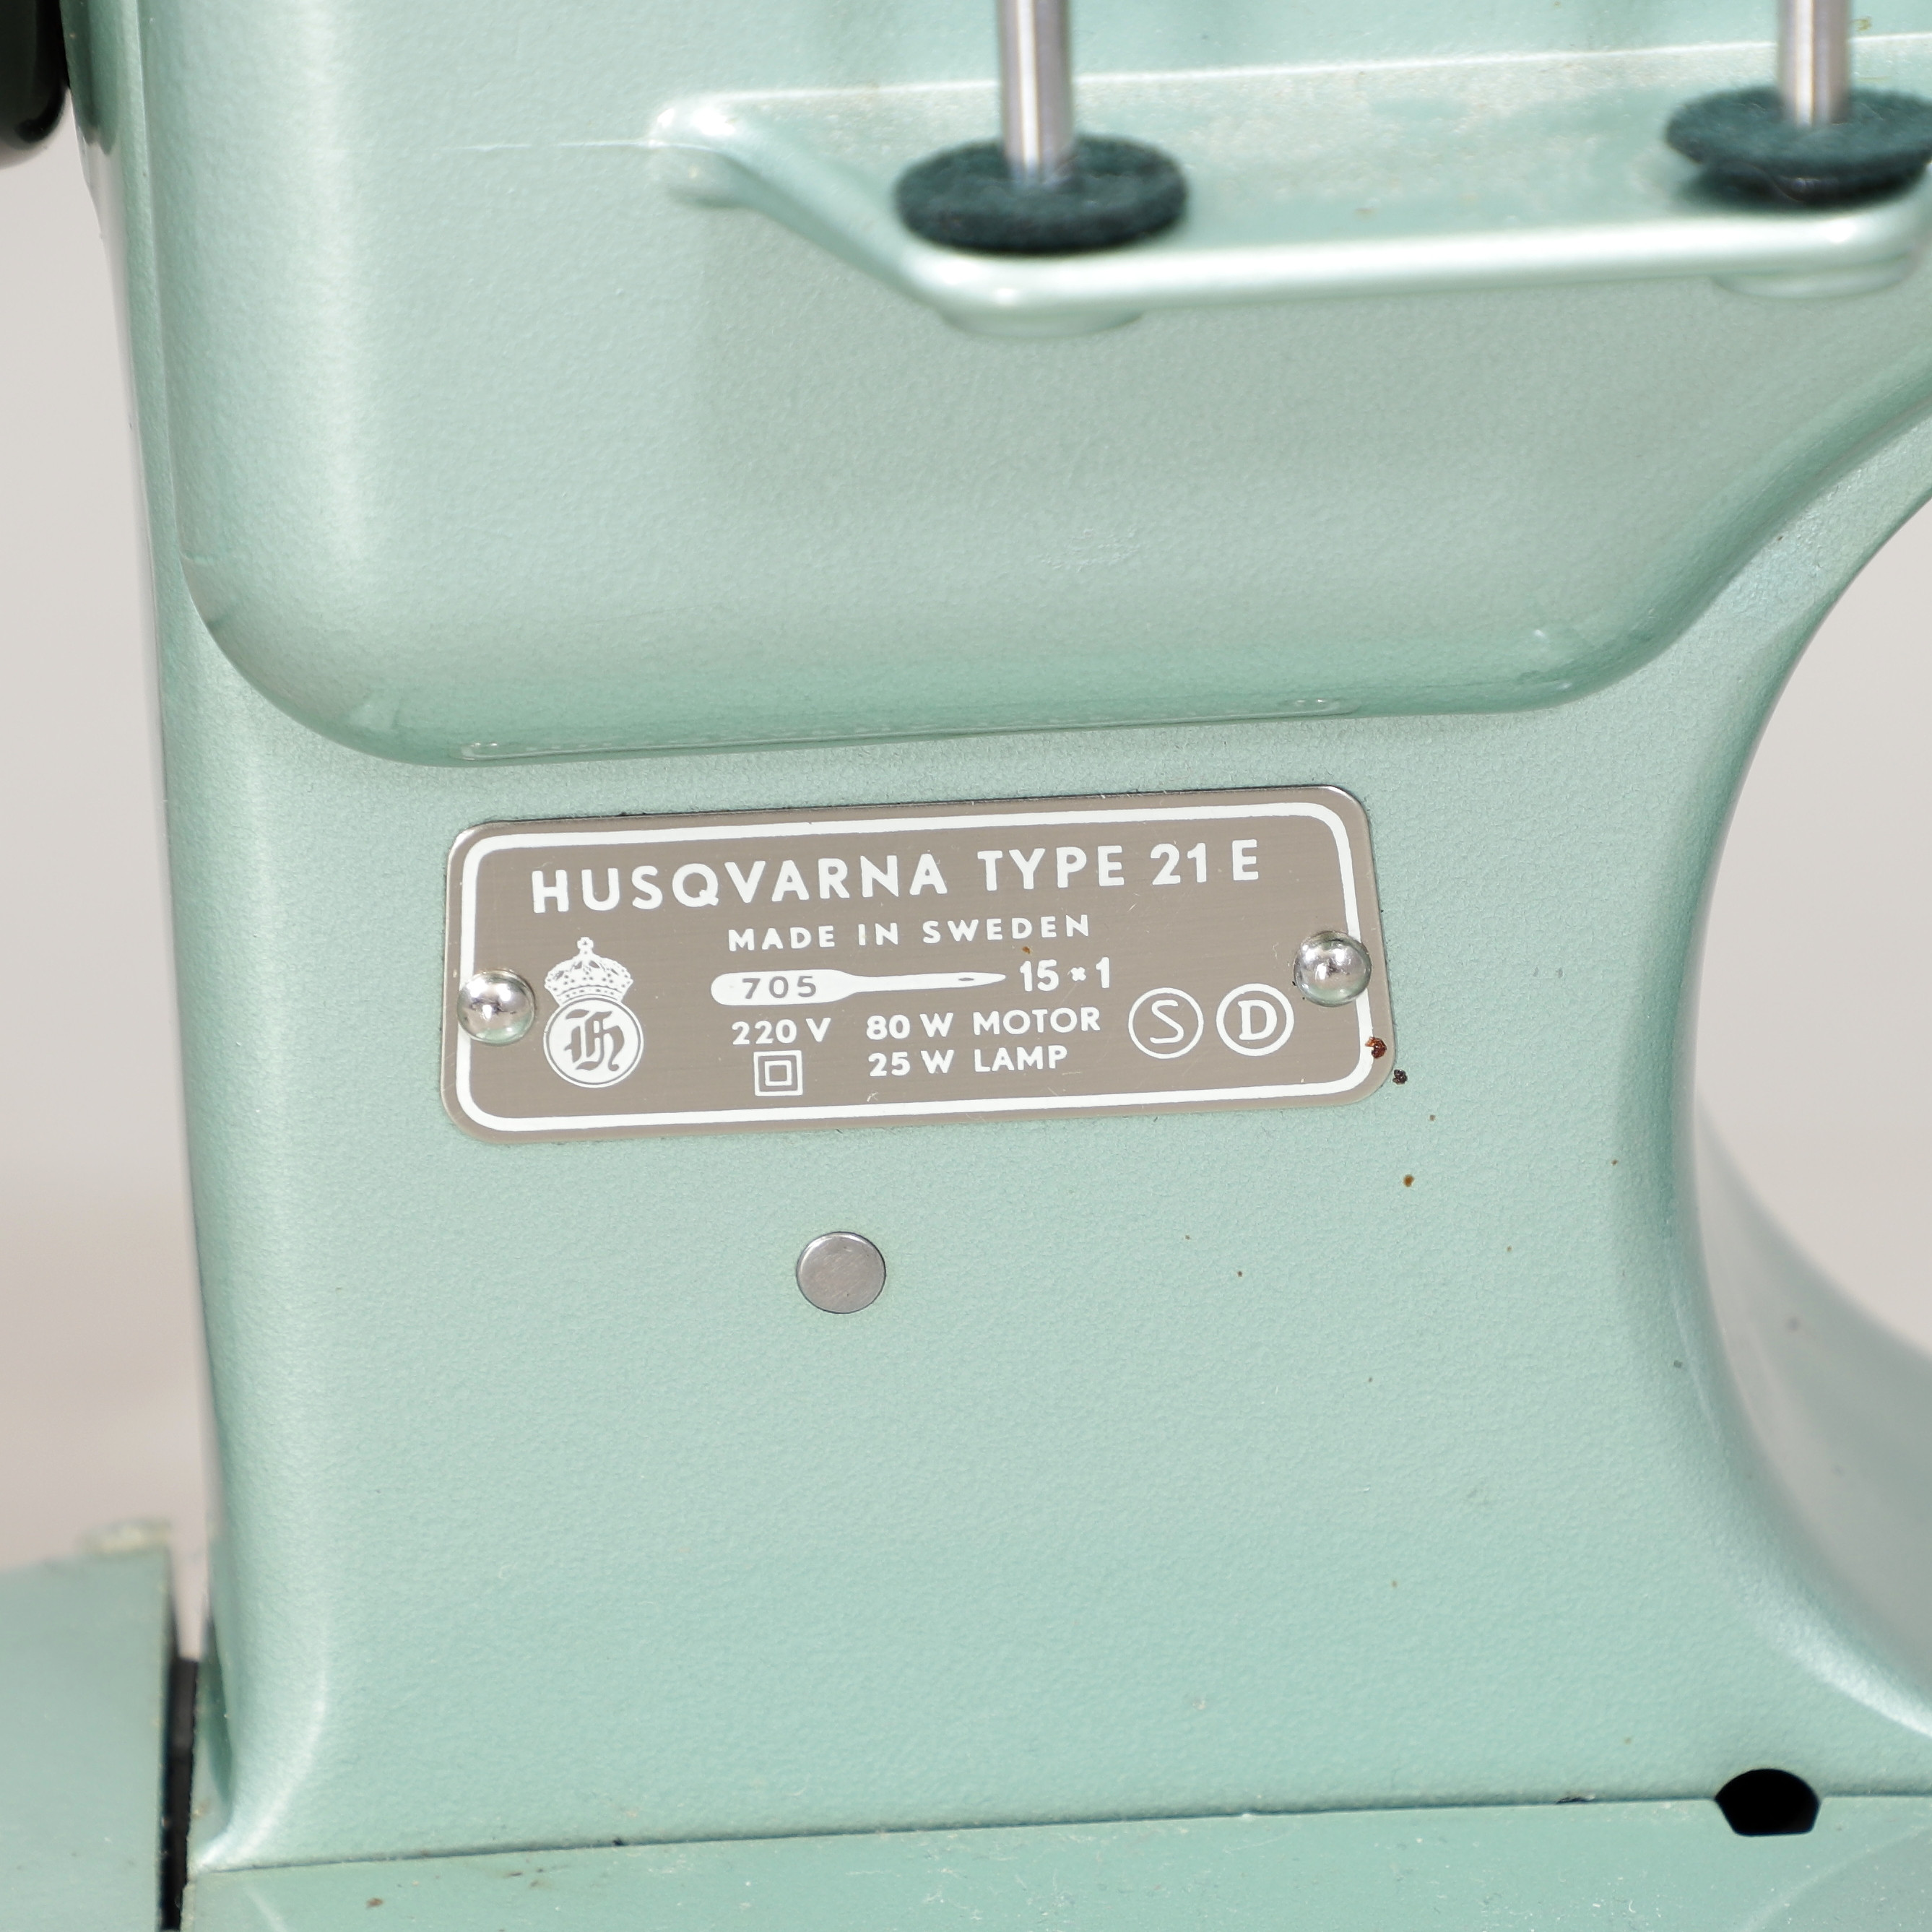 HUSQVARNA TYPE 21 E
MADE IN SWEDEN
705 15×1
220 V 80 W MOTOR
25 W LAMP
H
S D